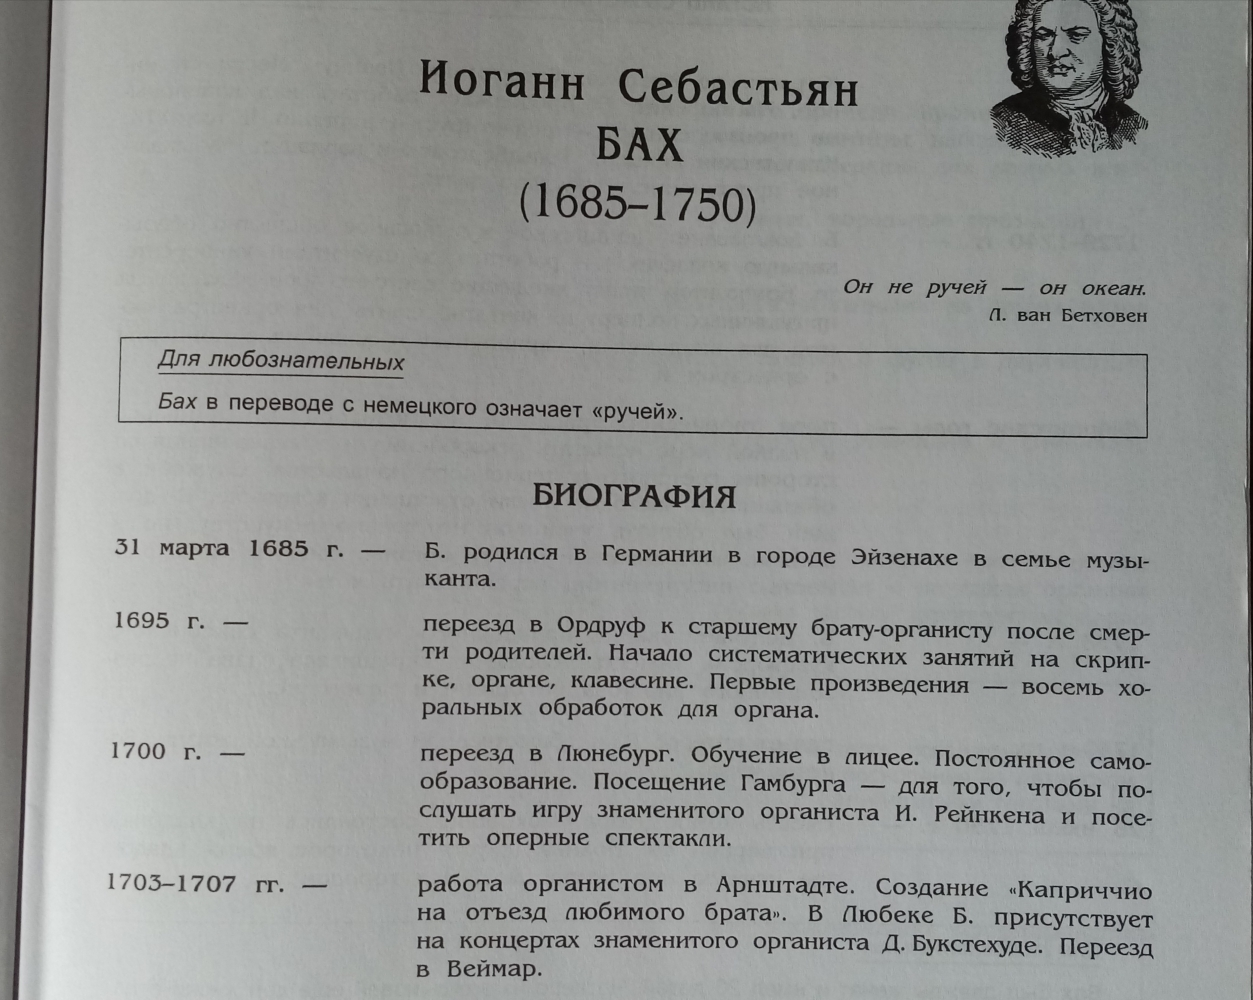 Иоганн Себастьян
БАХ
(1685–1750)
Он не ручей — он океан.
Л. ван Бетховен
Для любознательных
Бах в переводе с немецкого означает «ручей».
БИОГРАФИЯ
31 марта 1685 г. — Б. родился в Германии в городе Эйзенахе в семье музы-
канта.
1695 г. — переезд в Ордруф к старшему брату-органисту после смер-
ти родителей. Начало систематических занятий на скрип-
ке, органе, клавесине. Первые произведения — восемь хо-
ральных обработок для органа.
1700 г. — переезд в Люнебург. Обучение в лицее. Постоянное само-
образование. Посещение Гамбурга — для того, чтобы по-
слушать игру знаменитого органиста И. Рейнкена и посе-
тить оперные спектакли.
1703–1707 гг. — работа органистом в Арнштадте. Создание «Каприччио
на отъезд любимого брата». В Любеке Б. присутствует
на концертах знаменитого органиста Д. Букстехуде. Переезд
в Веймар.